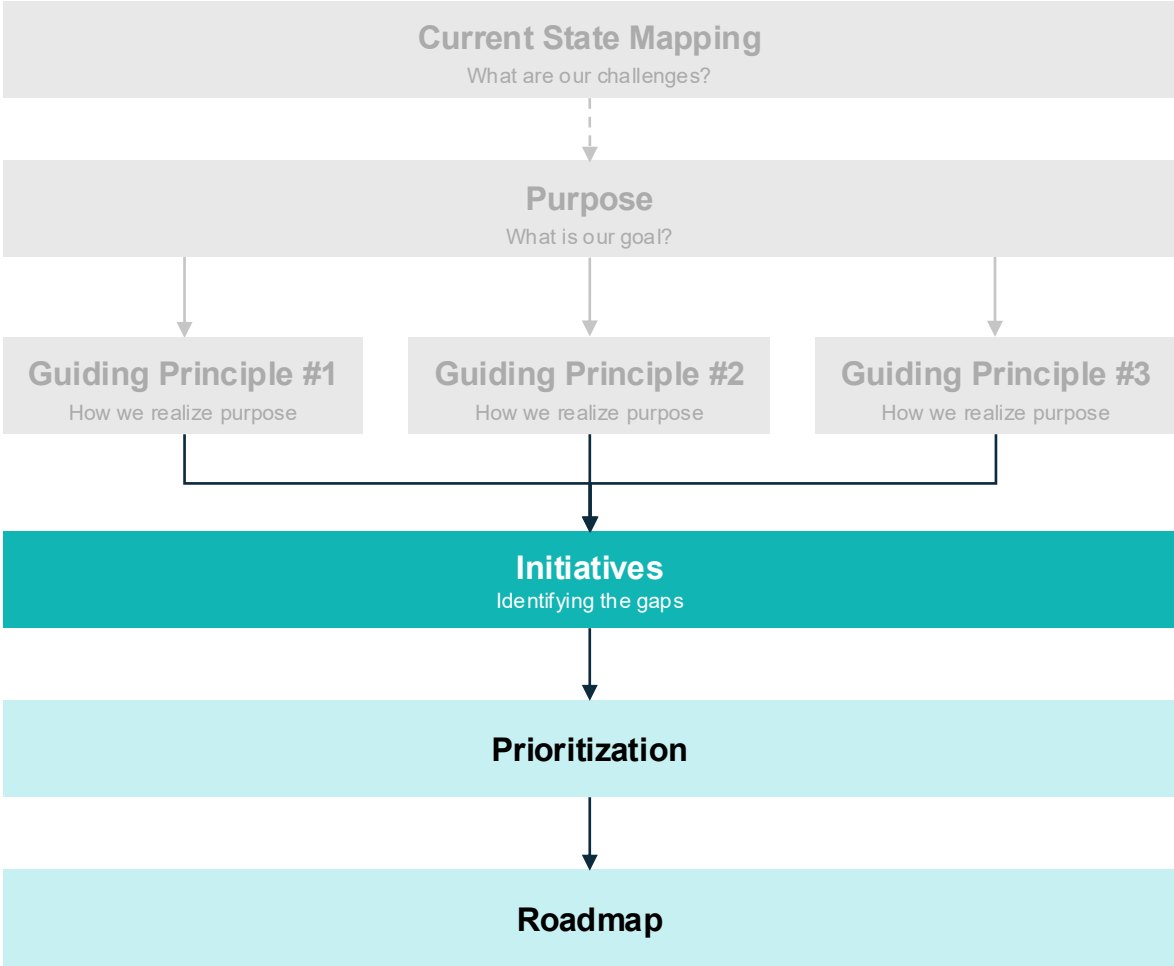 Current State Mapping
What are our challenges?
Purpose
What is our goal?
Guiding Principle #1
How we realize purpose
Guiding Principle #2
How we realize purpose
Guiding Principle #3
How we realize purpose
Initiatives
Identifying the gaps
Prioritization
Roadmap